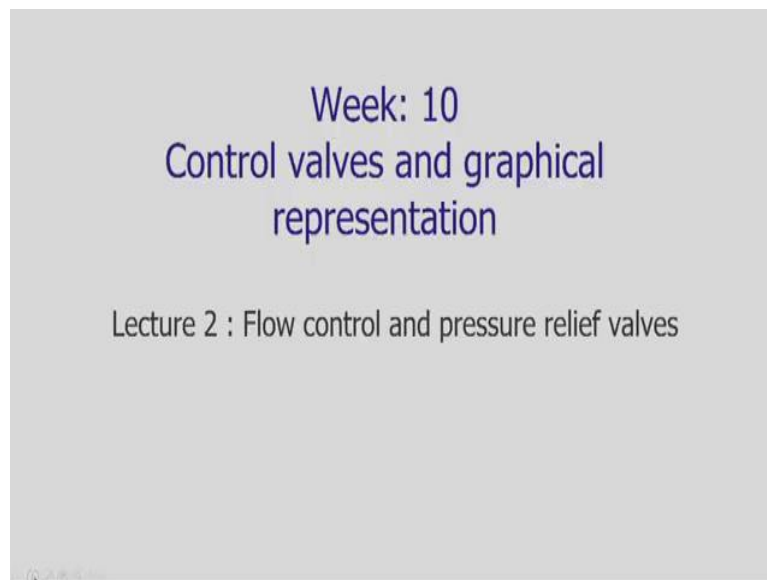 Week: 10
Control valves and graphical
representation
Lecture 2 : Flow control and pressure relief valves